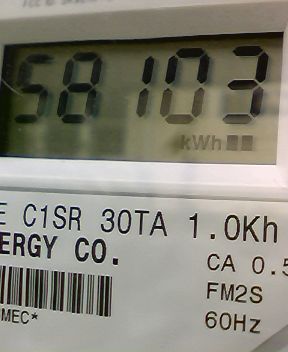 58103
kWh
E C1SR 30TA 1.0Kh
ERGY CO.
CA 0.5
FM2S
MEC*
60Hz